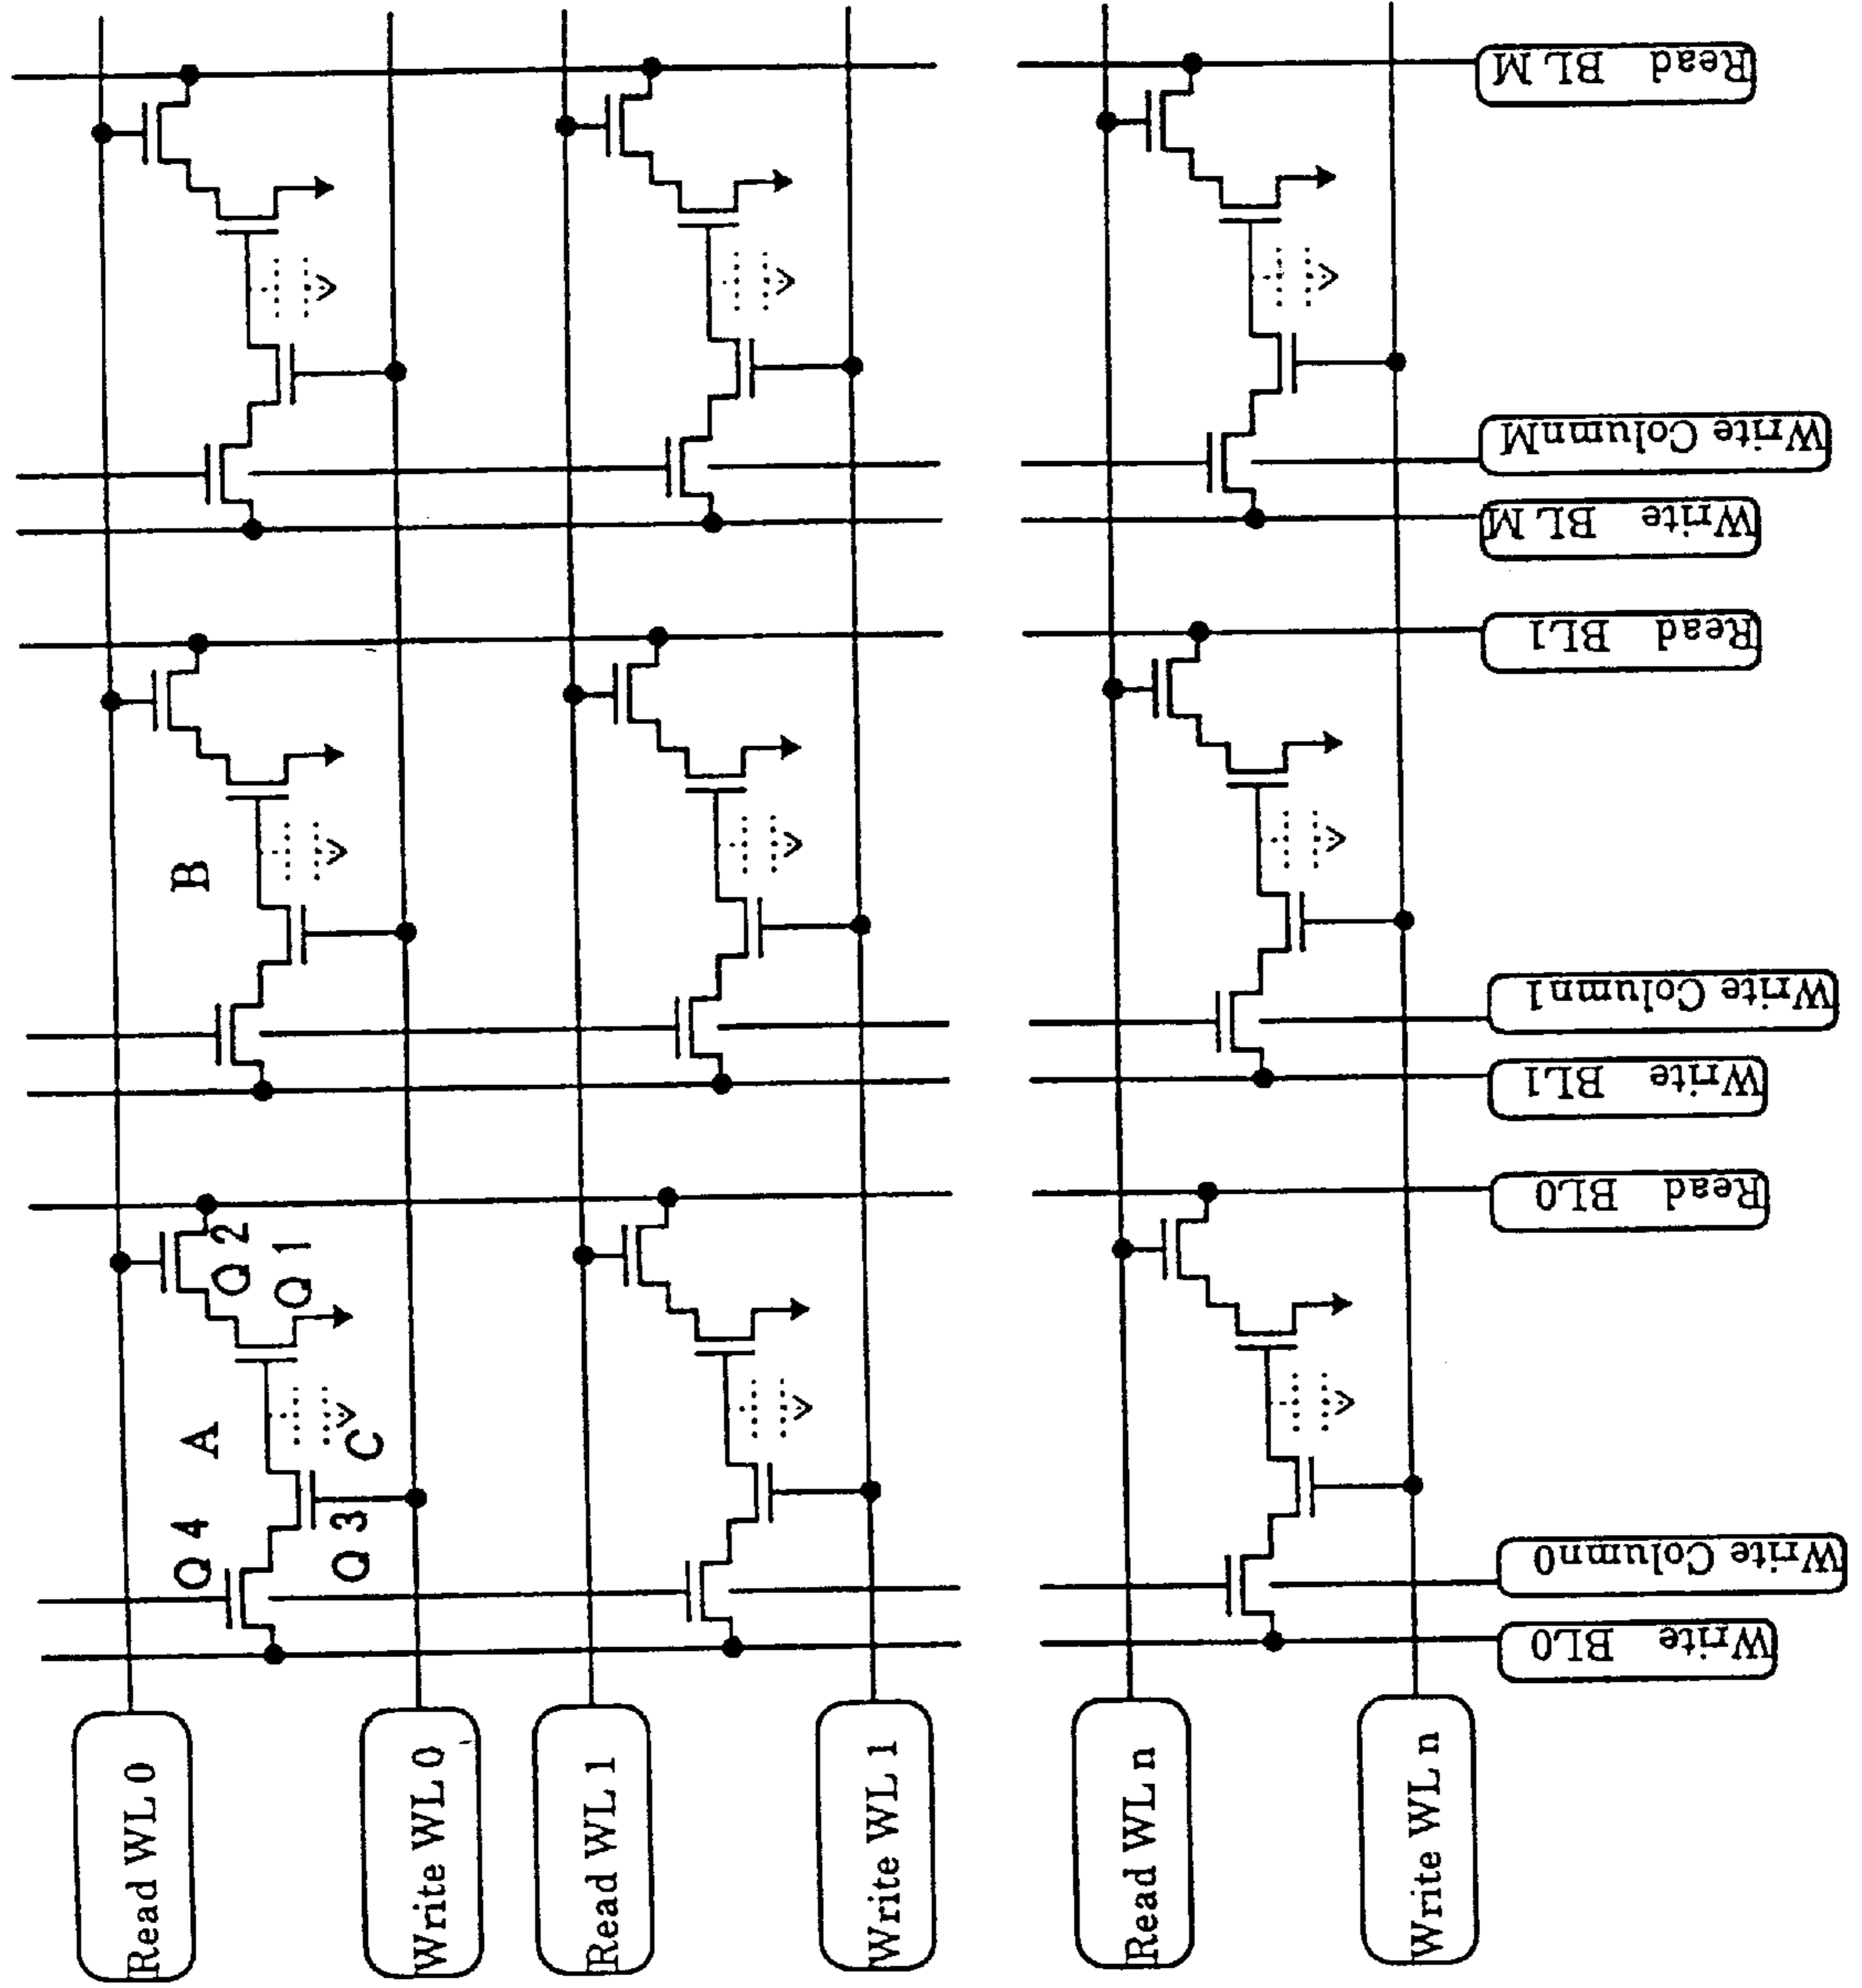 Read WL 0
Write WL 0
Read WL 1
Write WL 1
Read WL n
Write WL n
Q 4
A
Q 3
C
Q 2
Q 1
B
Write BL0
Write Column0
Read BL0
Write BL1
Write Column1
Read BL1
Write BL M
Write ColumnM
Read BL M